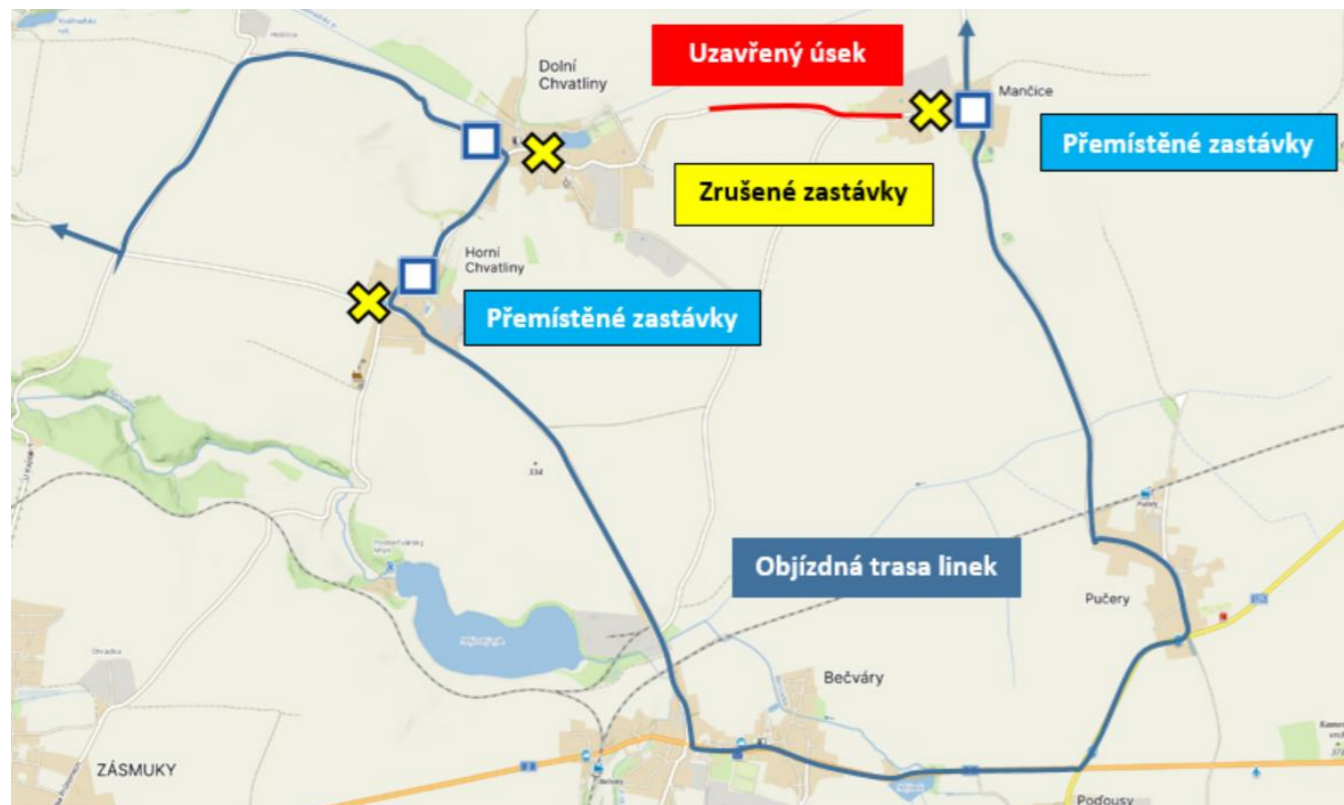 Uzavřený úsek
Dolní
Chvatliny
Mančice
Přemístěné zastávky
Zrušené zastávky
Horní
Chvatliny
Přemístěné zastávky
334
Objízdná trasa linek
Pučery
Bečváry
ZÁSMUKY
Poďousy